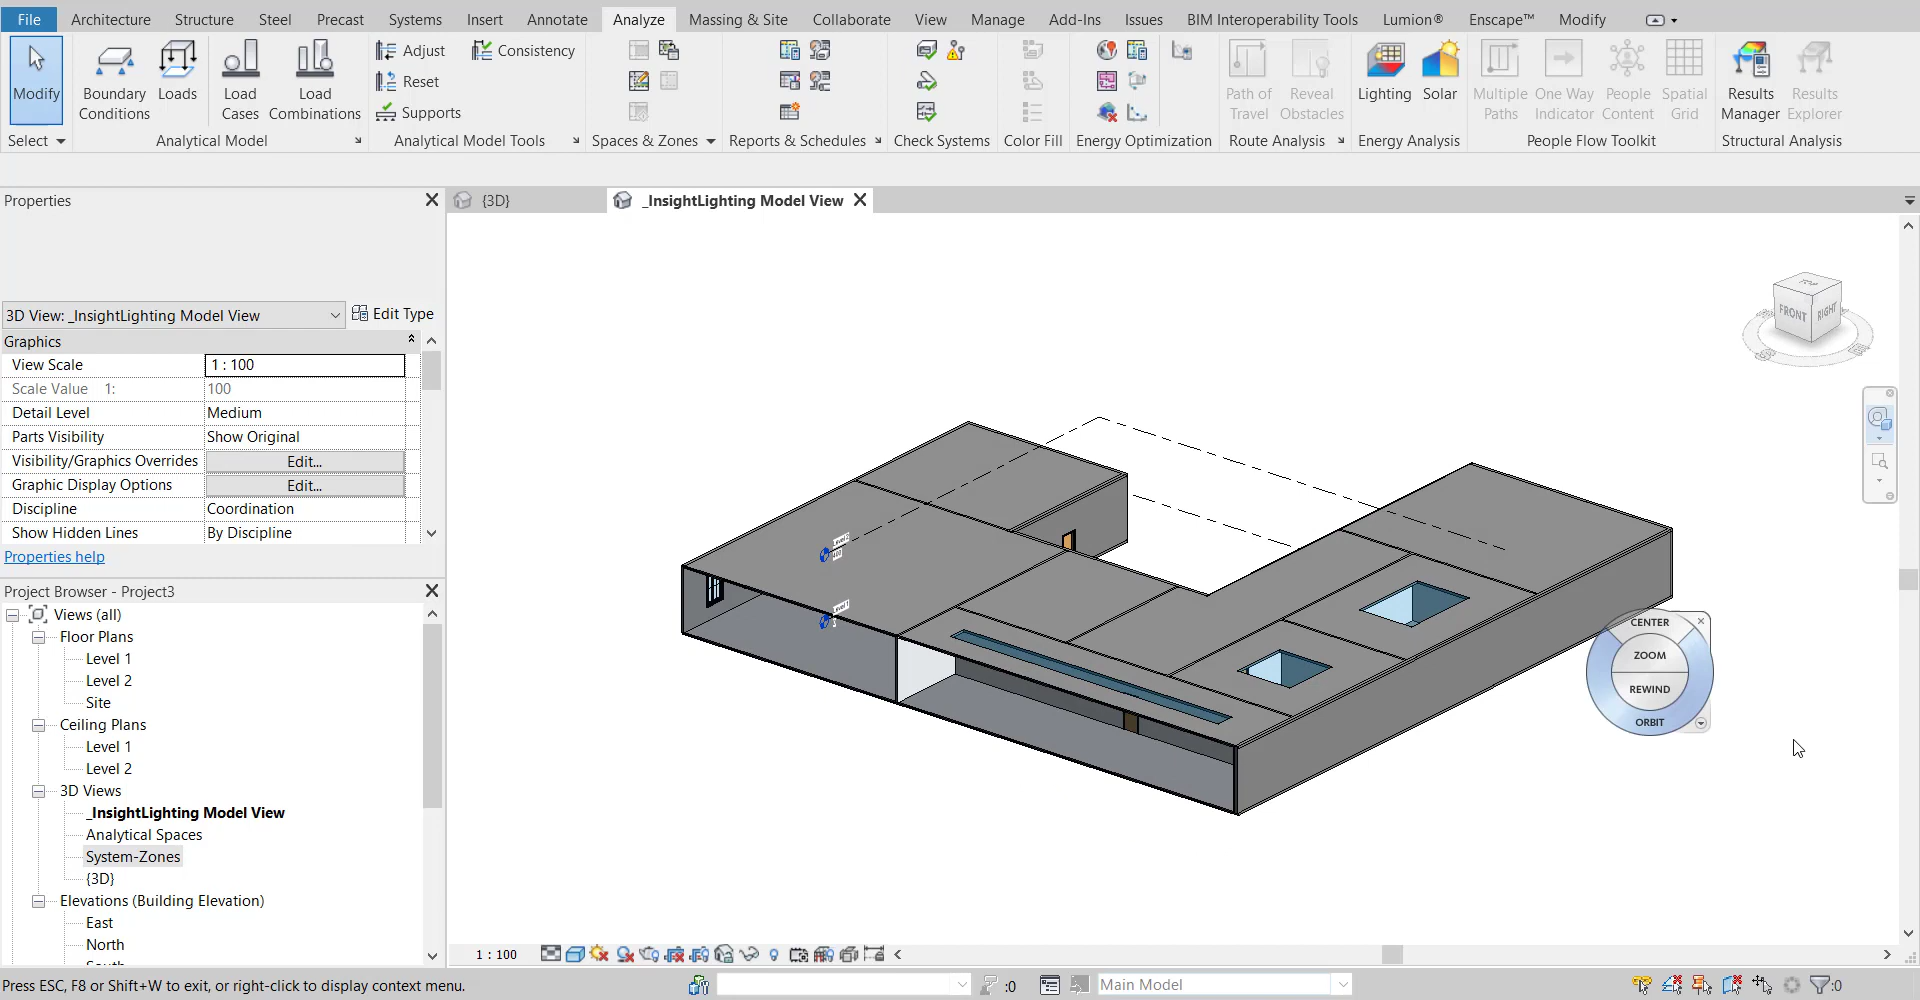 File Architecture Structure Steel Precast Systems Insert Annotate Analyze Massing & Site Collaborate View Manage Add-Ins Issues BIM Interoperability Tools Lumion® Enscape™ Modify
Modify
Boundary Conditions
Loads
Load Cases
Load Combinations
Adjust
Reset
Supports
Consistency
Path of Travel
Reveal Obstacles
Lighting
Solar
Multiple Paths
One Way Indicator
People Content
Spatial Grid
Results Manager
Results Explorer
Select Analytical Model Analytical Model Tools Spaces & Zones Reports & Schedules Check Systems Color Fill Energy Optimization Route Analysis Energy Analysis People Flow Toolkit Structural Analysis
Properties
{3D} _InsightLighting Model View
3D View: _InsightLighting Model View Edit Type
Graphics
View Scale 1 : 100
Scale Value 1: 100
Detail Level Medium
Parts Visibility Show Original
Visibility/Graphics Overrides Edit...
Graphic Display Options Edit...
Discipline Coordination
Show Hidden Lines By Discipline
Properties help
Project Browser - Project3
Views (all)
Floor Plans
Level 1
Level 2
Site
Ceiling Plans
Level 1
Level 2
3D Views
_InsightLighting Model View
Analytical Spaces
System-Zones
{3D}
Elevations (Building Elevation)
East
North
FRONT RIGHT
CENTER
ZOOM
REWIND
ORBIT
1 : 100
Press ESC, F8 or Shift+W to exit, or right-click to display context menu.
:0
Main Model
:0